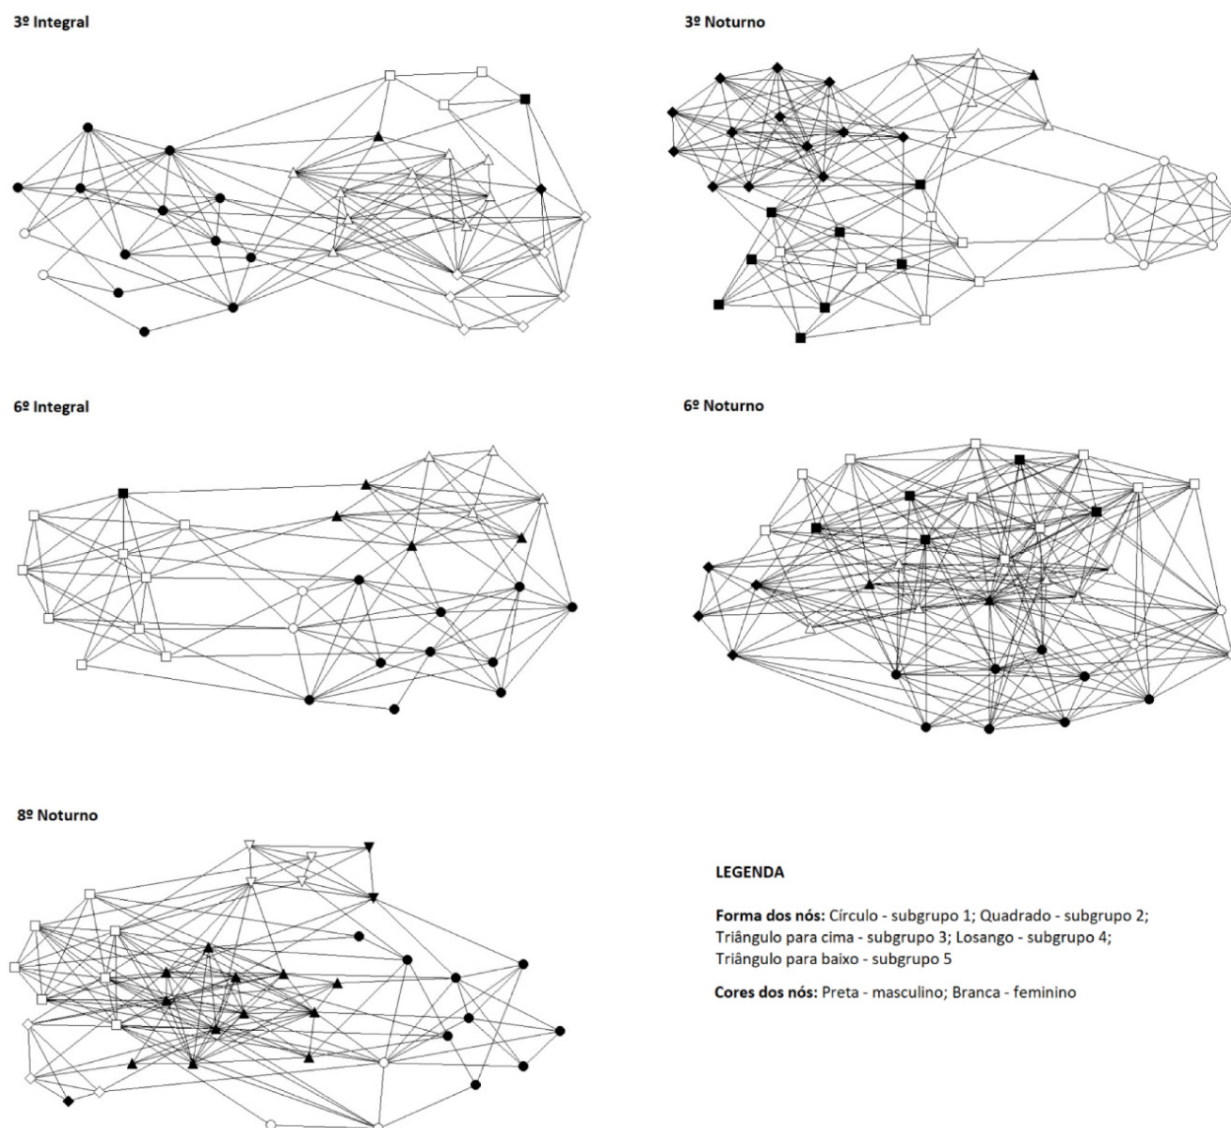 3º Integral
3º Noturno
6º Integral
6º Noturno
8º Noturno
LEGENDA
Forma dos nós: Círculo - subgrupo 1; Quadrado - subgrupo 2;
Triângulo para cima - subgrupo 3; Losango - subgrupo 4;
Triângulo para baixo - subgrupo 5
Cores dos nós: Preta - masculino; Branca - feminino